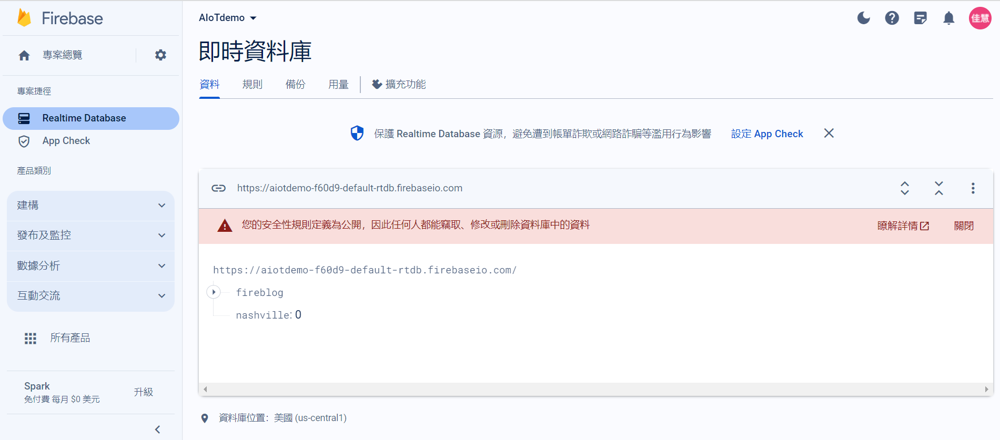 Firebase
專案總覽
專案捷徑
Realtime Database
App Check
產品類別
建構
發布及監控
數據分析
互動交流
所有產品
Spark
免付費 每月 $0 美元
升級
AIoTdemo
佳慧
即時資料庫
資料 規則 備份 用量 擴充功能
保護 Realtime Database 資源，避免遭到帳單詐欺或網路詐騙等濫用行為影響 設定 App Check
https://aiotdemo-f60d9-default-rtdb.firebaseio.com
您的安全性規則定義為公開，因此任何人都能竊取、修改或刪除資料庫中的資料 瞭解詳情 關閉
https://aiotdemo-f60d9-default-rtdb.firebaseio.com/
fireblog
nashville: 0
資料庫位置：美國 (us-central1)